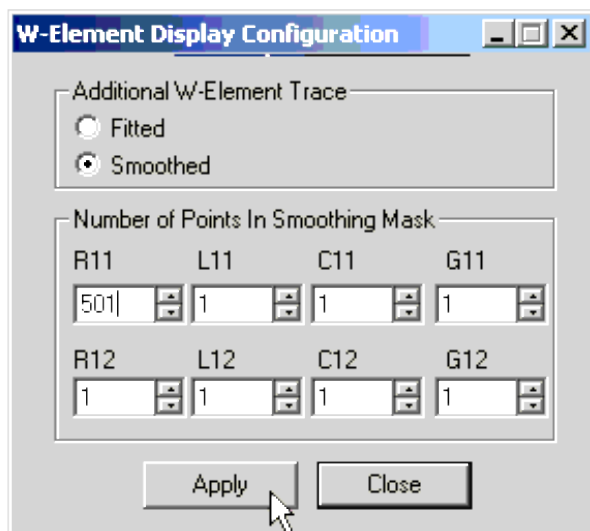 W-Element Display Configuration
Additional W-Element Trace
Fitted
Smoothed
Number of Points In Smoothing Mask
R11 L11 C11 G11
501 1 1 1
R12 L12 C12 G12
1 1 1 1
Apply Close